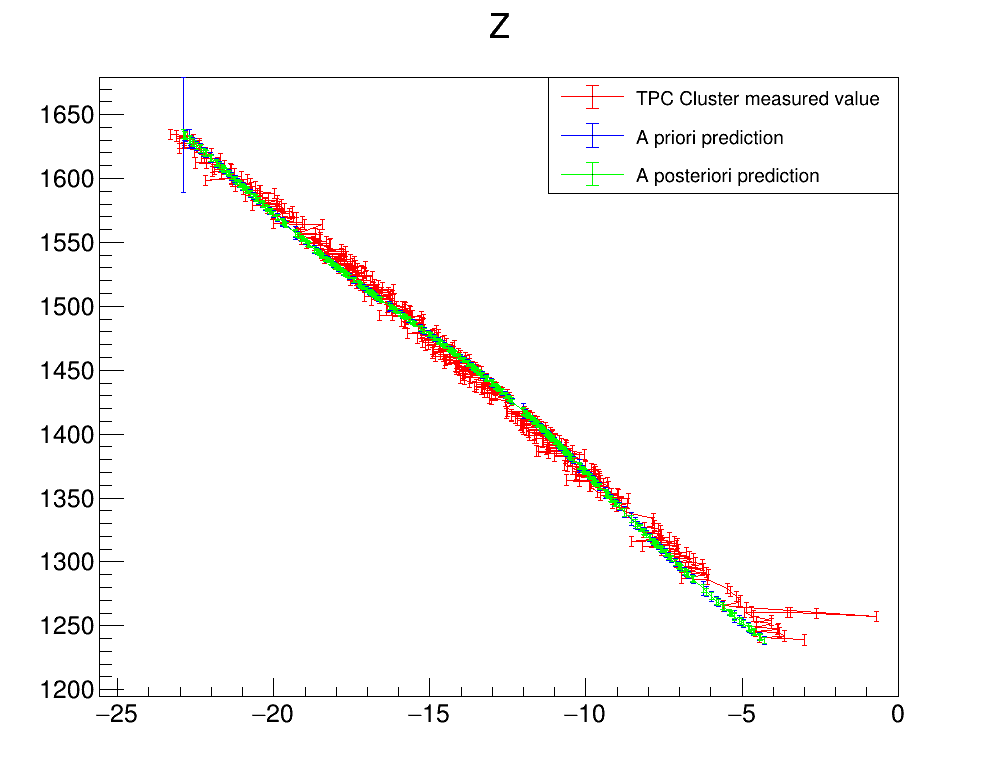 Z
TPC Cluster measured value
A priori prediction
A posteriori prediction
1650
1600
1550
1500
1450
1400
1350
1300
1250
1200
−25 −20 −15 −10 −5 0